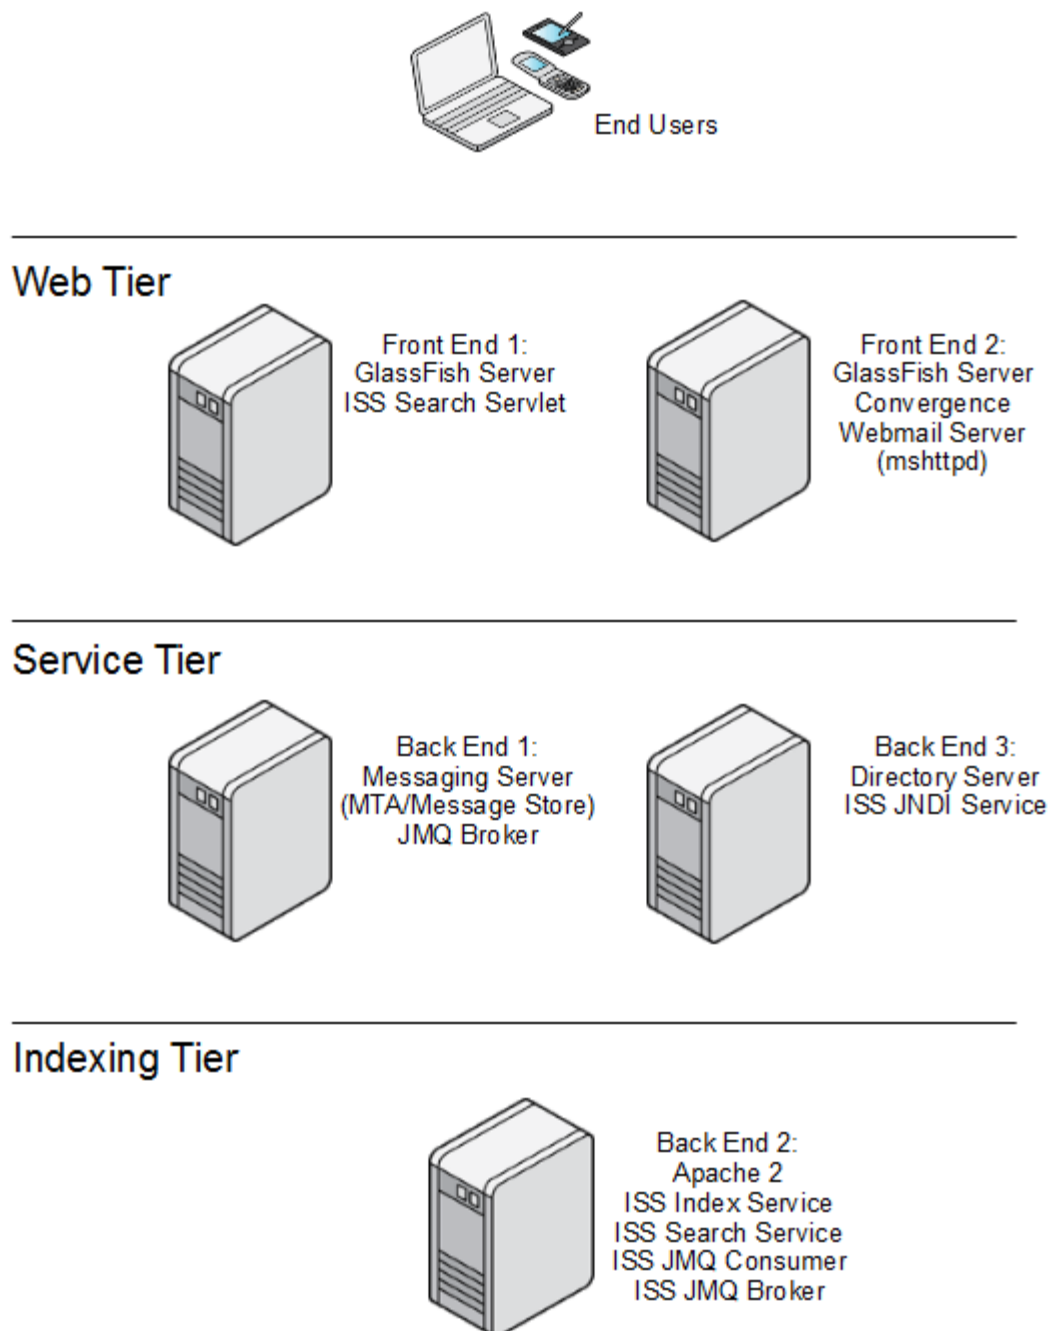 End Users
Web Tier
Front End 1:
GlassFish Server
ISS Search Servlet
Front End 2:
GlassFish Server
Convergence
Webmail Server
(mshttpd)
Service Tier
Back End 1:
Messaging Server
(MTA/Message Store)
JMQ Broker
Back End 3:
Directory Server
ISS JNDI Service
Indexing Tier
Back End 2:
Apache 2
ISS Index Service
ISS Search Service
ISS JMQ Consumer
ISS JMQ Broker